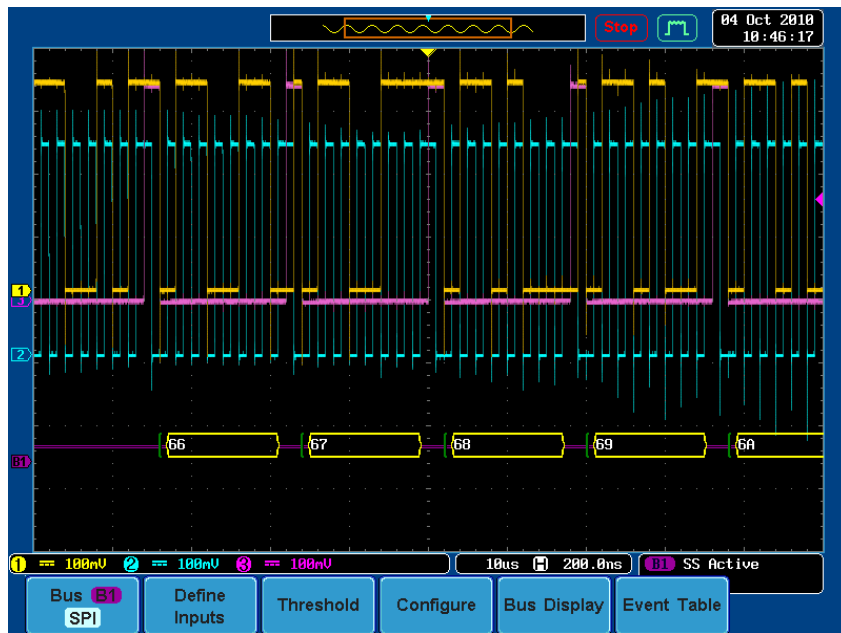 Stop
04 Oct 2010
10:46:17
1
3
2
66 67 68 69 6A
B1
1 == 100mV 2 == 100mV 3 == 100mV 10us H 200.0ns B1 SS Active
Bus B1
SPI
Define
Inputs
Threshold
Configure
Bus Display
Event Table